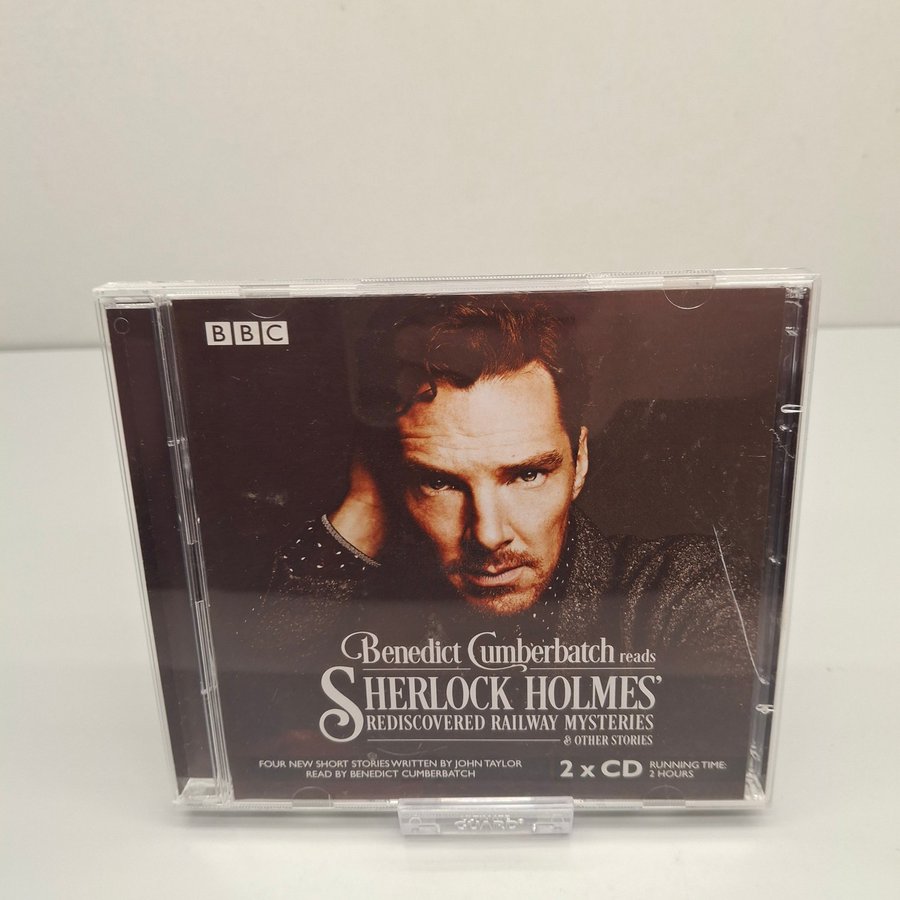 BBC
Benedict Cumberbatch reads
SHERLOCK HOLMES'
REDISCOVERED RAILWAY MYSTERIES
& OTHER STORIES
FOUR NEW SHORT STORIES WRITTEN BY JOHN TAYLOR
READ BY BENEDICT CUMBERBATCH
2 x CD
RUNNING TIME:
2 HOURS